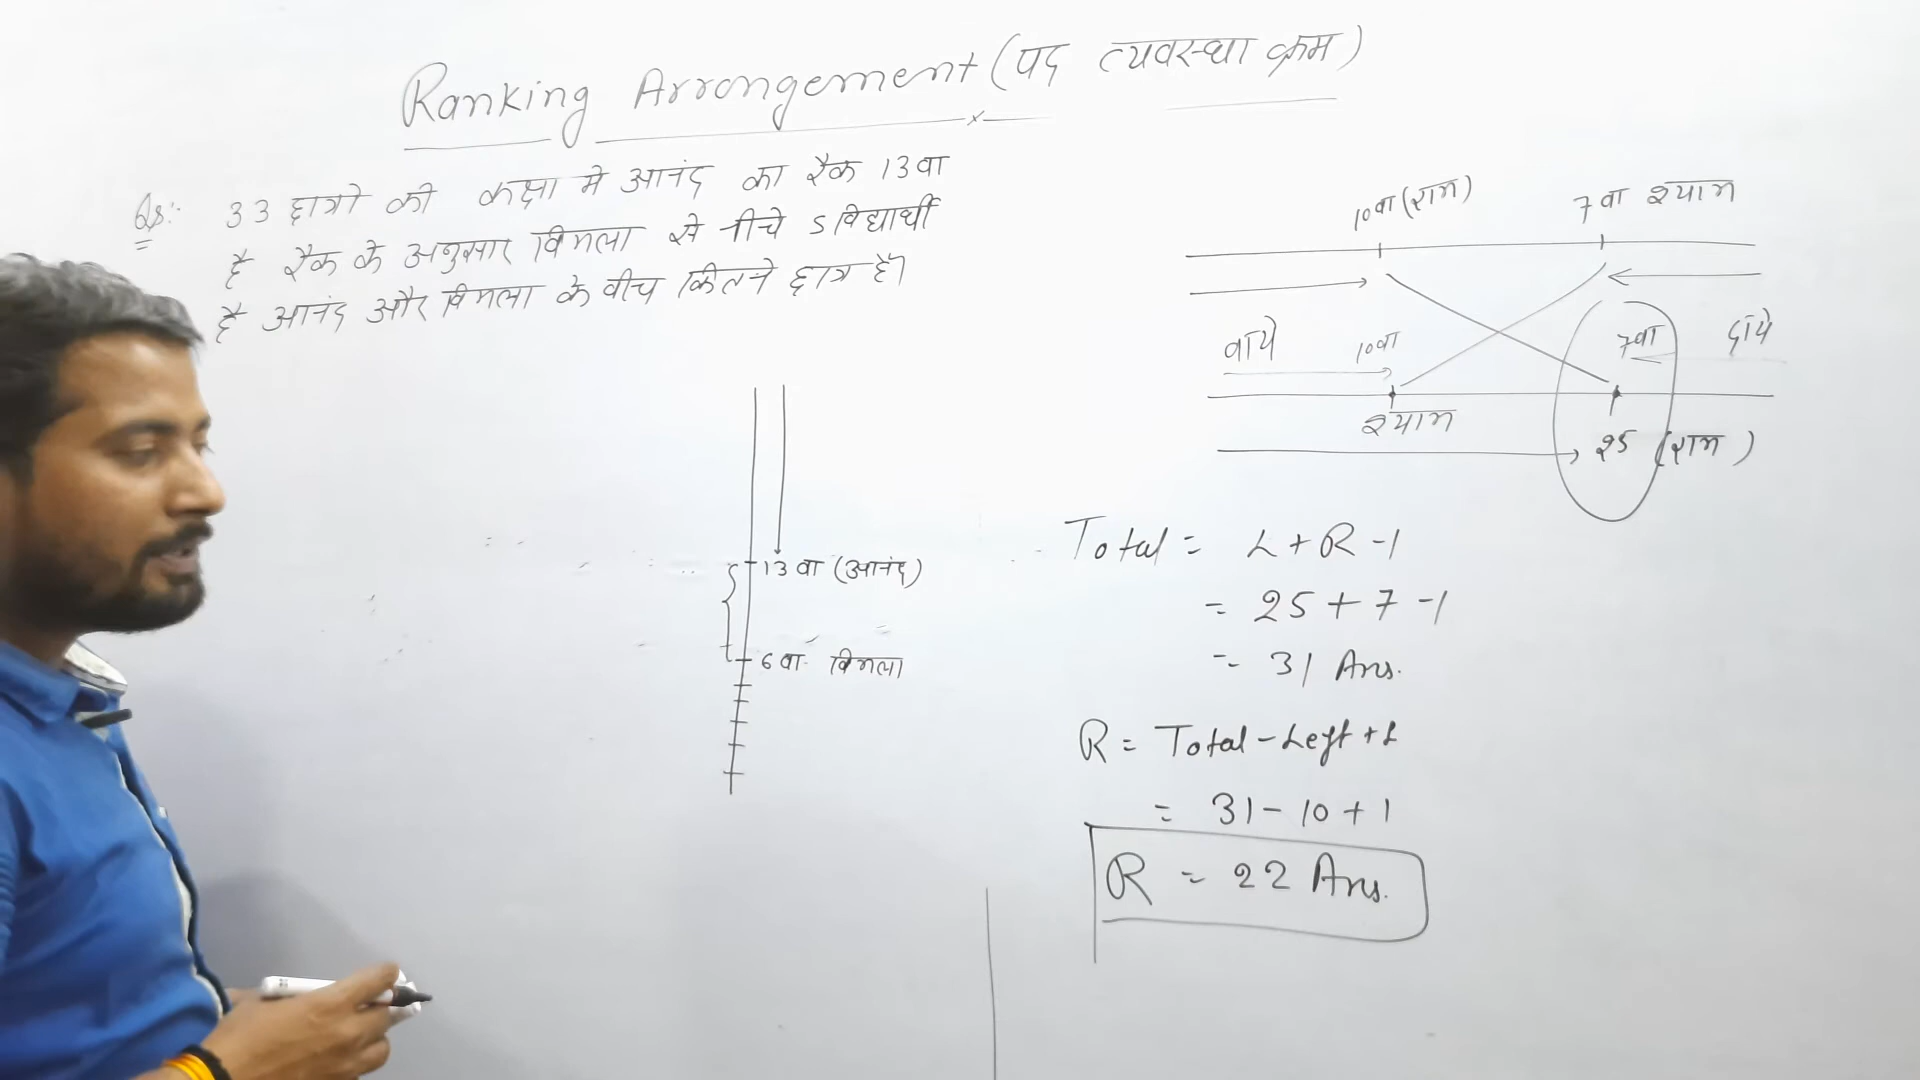 Ranking Arrangement (पद व्यवस्था क्रम)
Qs:- 33 छात्रो की कक्षा मे आनंद का रैंक 13वा
है रैंक के अनुसार विमला से नीचे 5 विद्यार्थी
है आनंद और विमला के बीच कितने छात्र हैं।
13 वा (आनंद)
6 वा विमला
10वा (राम) 7वा श्याम
बाये 10वा 7वा दाँये
श्याम
25 (राम)
Total = L + R - 1
= 25 + 7 - 1
= 31 Ans.
R = Total - Left + 1
= 31 - 10 + 1
R = 22 Ans.